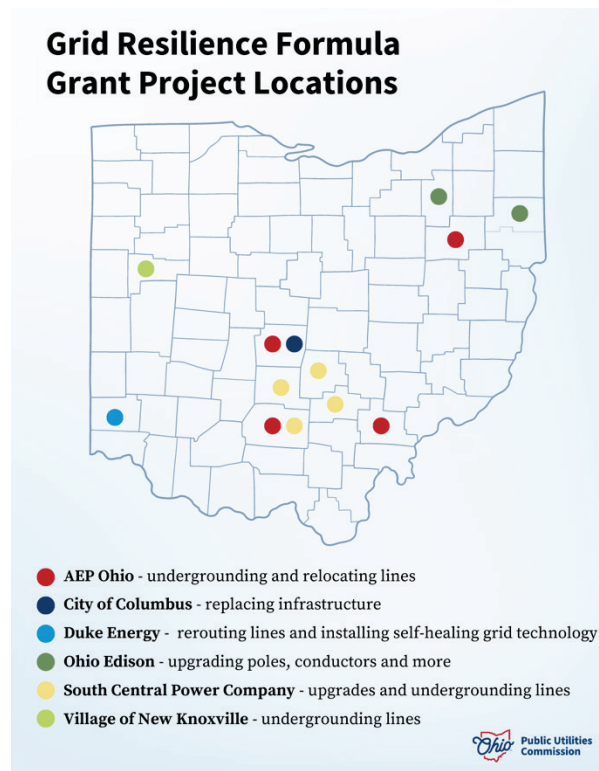 Grid Resilience Formula
Grant Project Locations
AEP Ohio - undergrounding and relocating lines
City of Columbus - replacing infrastructure
Duke Energy - rerouting lines and installing self-healing grid technology
Ohio Edison - upgrading poles, conductors and more
South Central Power Company - upgrades and undergrounding lines
Village of New Knoxville - undergrounding lines
Ohio Public Utilities
Commission